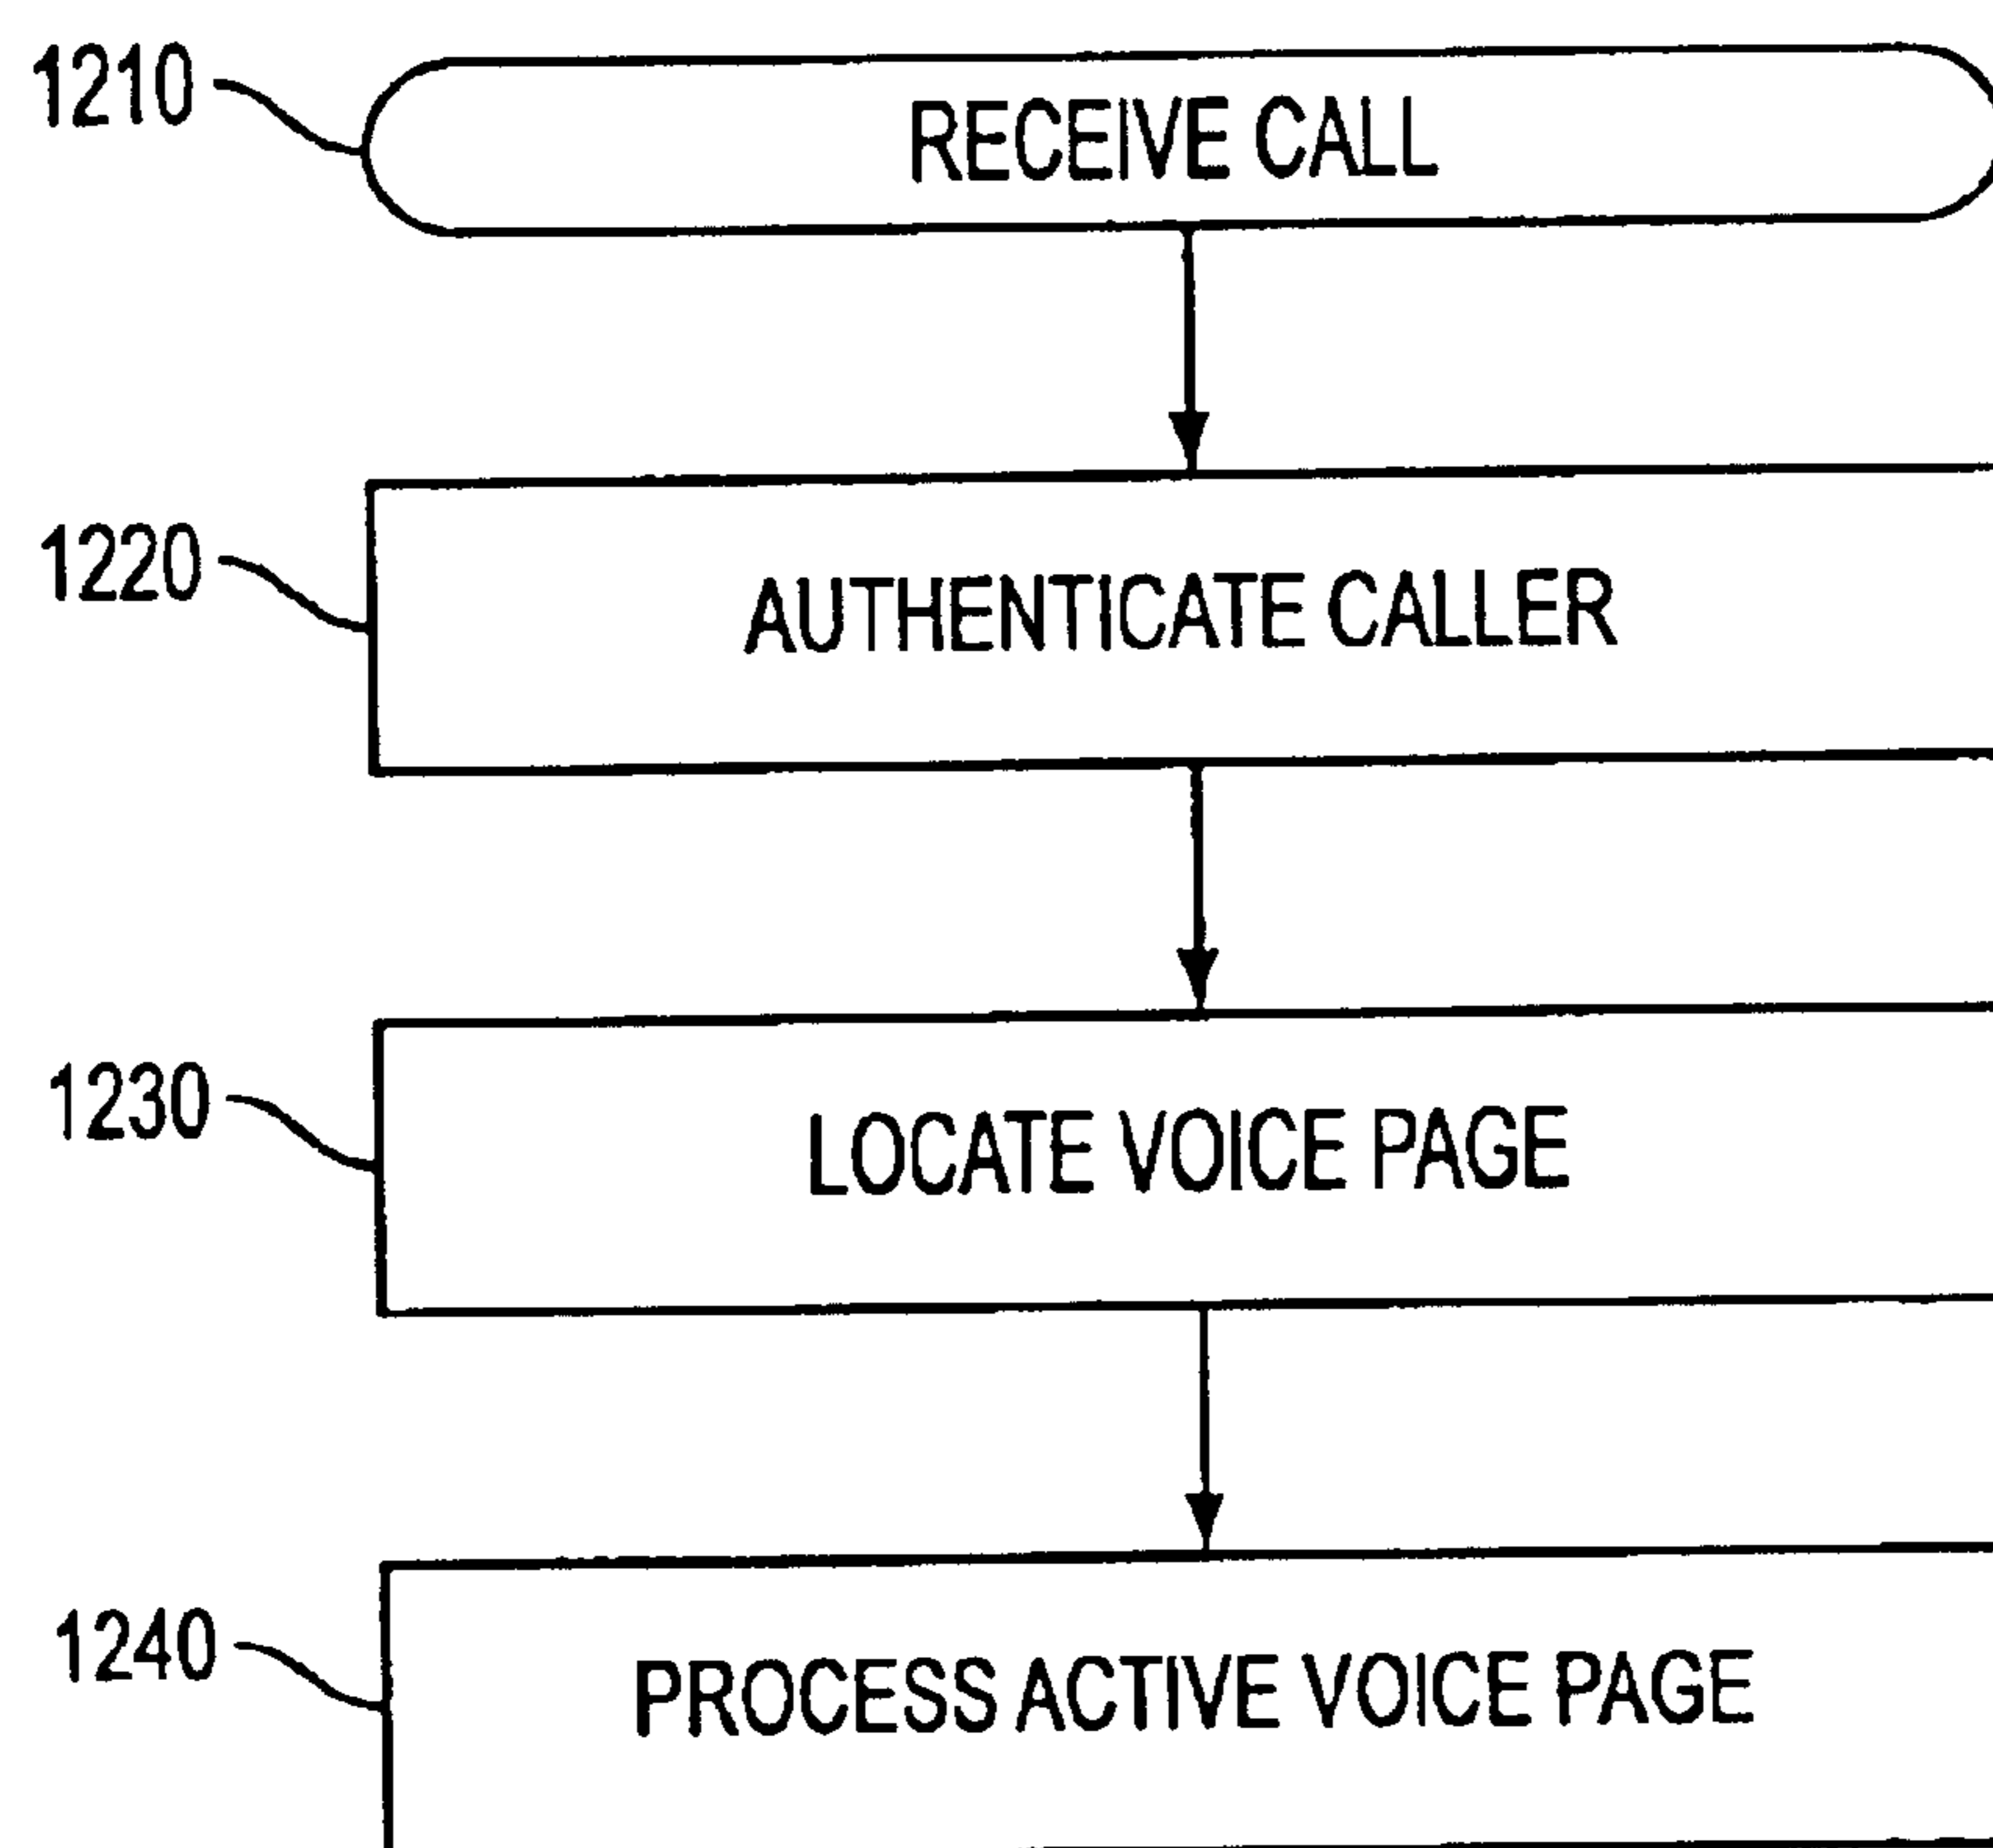 1210
RECEIVE CALL
1220
AUTHENTICATE CALLER
1230
LOCATE VOICE PAGE
1240
PROCESS ACTIVE VOICE PAGE